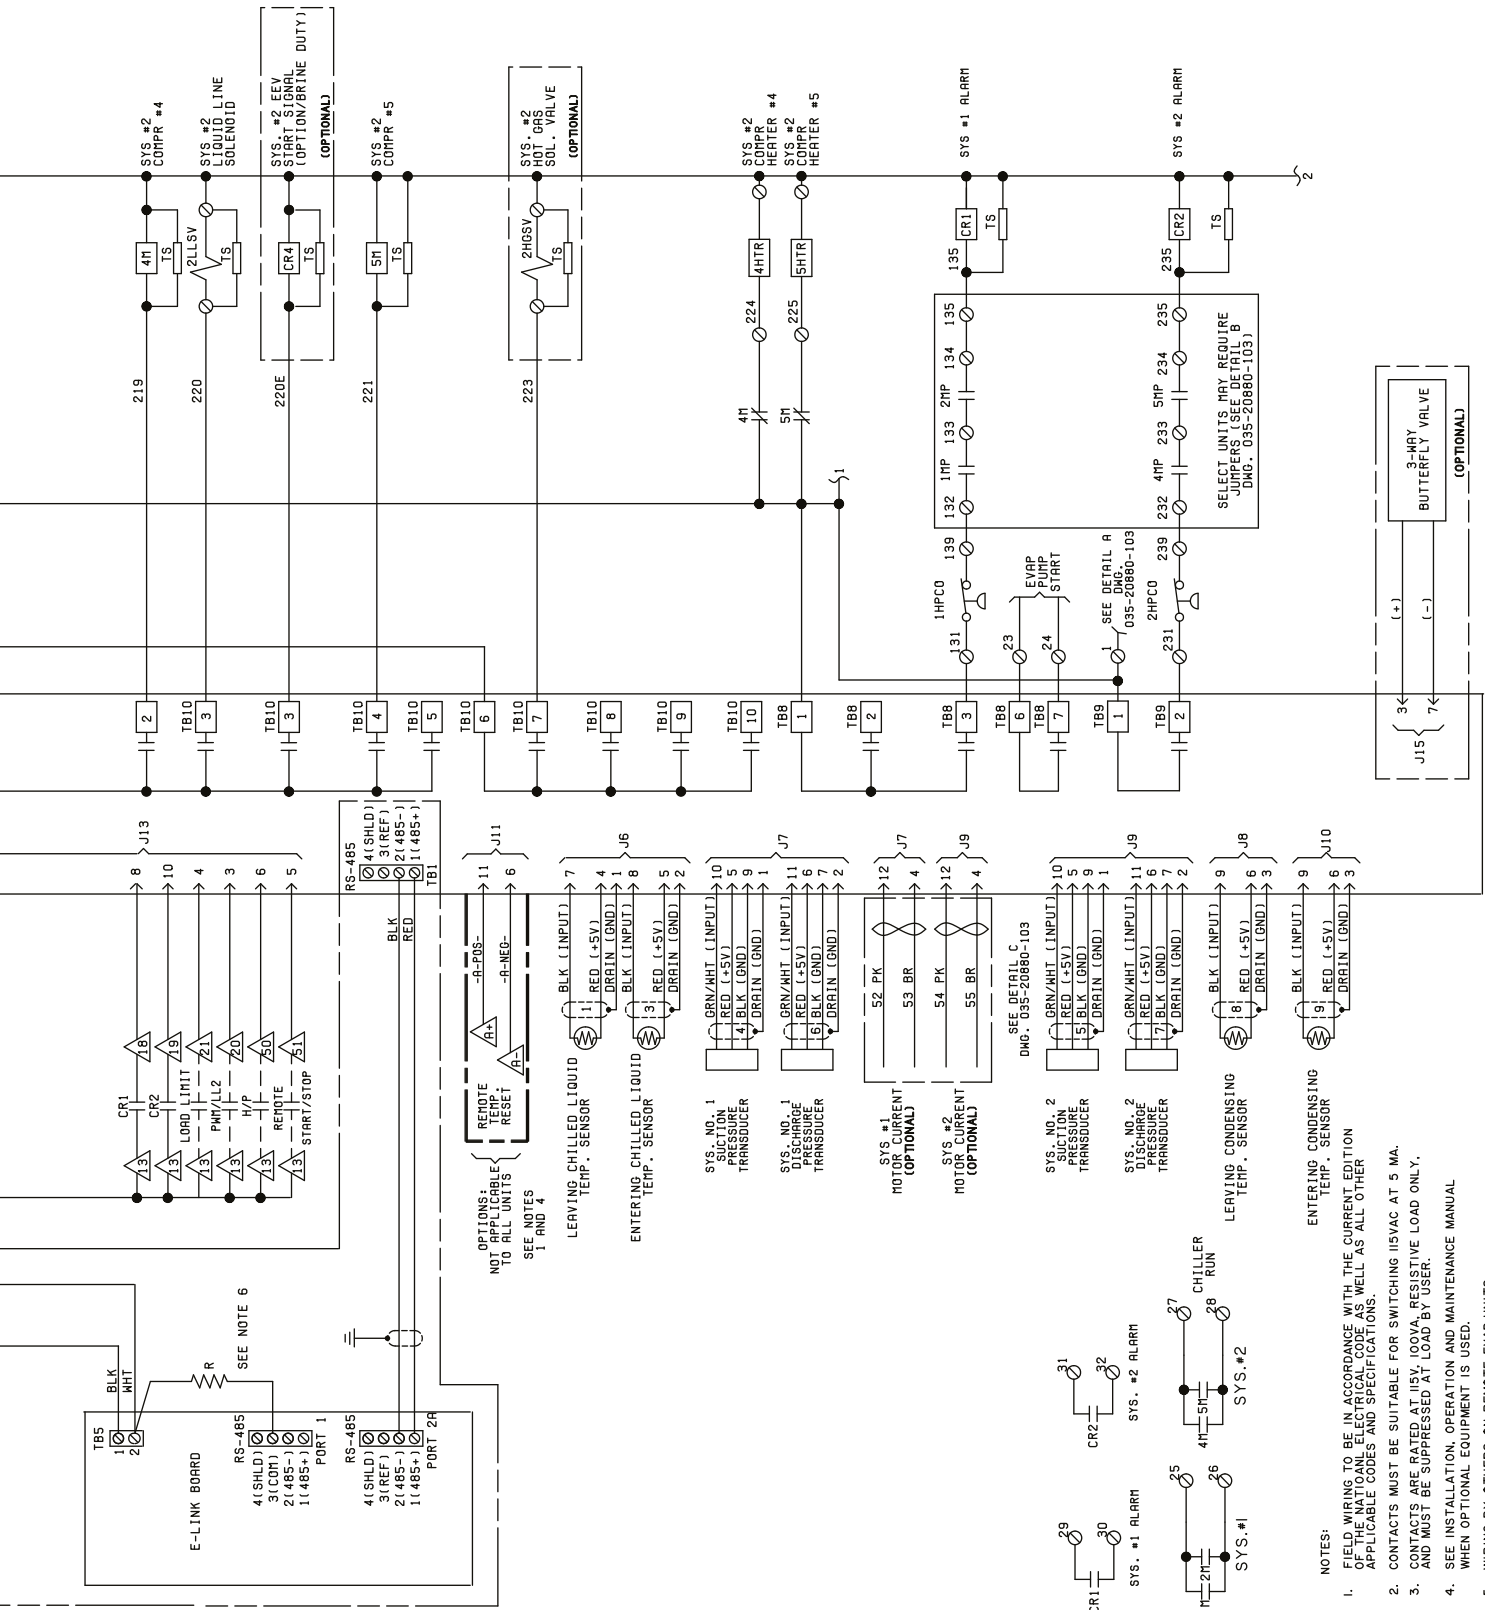 SYS #2
COMPR #4
SYS #2
LIQUID LINE
SOLENOID
SYS. #2 EEV
START SIGNAL
(OPTION/BRINE DUTY)
(OPTIONAL)
SYS #2
COMPR #5
SYS. #2
HOT GAS
SOL. VALVE
(OPTIONAL)
SYS #2
COMPR
HEATER #4
SYS #2
COMPR
HEATER #5
SYS #1 ALARM
SYS #2 ALARM
2
4M
TS
2LLSV
TS
CR4
TS
5M
TS
2HGSV
TS
4HTR
5HTR
CR1
TS
CR2
TS
219
220
220E
221
223
224
225
135
235
4M
5M
135
134
2MP
133
1MP
132
235
234
5MP
233
4MP
232
SELECT UNITS MAY REQUIRE
JUMPERS (SEE DETAIL B
DWG. 035-20880-103)
1
139
1HPCO
131
EVAP
PUMP
START
23
24
SEE DETAIL A
DWG.
035-20880-103
1
239
2HPCO
231
3-WAY
BUTTERFLY VALVE
(OPTIONAL)
(+)
(-)
3
7
J15
2
TB10
3
TB10
3
TB10
4
TB10
5
TB10
6
TB10
7
TB10
8
TB10
9
TB10
10
TB8
1
TB8
2
TB8
3
TB8
6
TB8
7
TB9
1
TB9
2
J13
8
10
4
3
6
5
RS-485
4(SHLD)
3(REF)
2(485-)
1(485+)
TB1
BLK
RED
J11
11
6
-A-POS-
-A-NEG-
A+
A-
REMOTE
TEMP.
RESET
OPTIONS:
NOT APPLICABLE
TO ALL UNITS
SEE NOTES
1 AND 4
J6
7
4
1
8
5
2
BLK (INPUT)
RED (+5V)
DRAIN (GND)
BLK (INPUT)
RED (+5V)
DRAIN (GND)
1
3
LEAVING CHILLED LIQUID
TEMP. SENSOR
ENTERING CHILLED LIQUID
TEMP. SENSOR
J7
10
5
9
1
11
6
7
2
GRN/WHT (INPUT)
RED (+5V)
BLK (GND)
DRAIN (GND)
GRN/WHT (INPUT)
RED (+5V)
BLK (GND)
DRAIN (GND)
4
6
SYS. NO. 1
SUCTION
PRESSURE
TRANSDUCER
SYS. NO. 1
DISCHARGE
PRESSURE
TRANSDUCER
J7
12
4
J9
12
4
52 PK
53 BR
54 PK
55 BR
SYS #1
MOTOR CURRENT
(OPTIONAL)
SYS #2
MOTOR CURRENT
(OPTIONAL)
SEE DETAIL C
DWG. 035-20880-103
J9
10
5
9
1
11
6
7
2
GRN/WHT (INPUT)
RED (+5V)
BLK (GND)
DRAIN (GND)
GRN/WHT (INPUT)
RED (+5V)
BLK (GND)
DRAIN (GND)
5
7
SYS. NO. 2
SUCTION
PRESSURE
TRANSDUCER
SYS. NO. 2
DISCHARGE
PRESSURE
TRANSDUCER
J8
9
6
3
BLK (INPUT)
RED (+5V)
DRAIN (GND)
8
LEAVING CONDENSING
TEMP. SENSOR
J10
9
6
3
BLK (INPUT)
RED (+5V)
DRAIN (GND)
9
ENTERING CONDENSING
TEMP. SENSOR
18
19
21
20
50
51
CR1
CR2
LOAD LIMIT
PWM/LL2
H/P
REMOTE
START/STOP
13
13
13
13
13
13
BLK
WHT
R
SEE NOTE 6
TB5
1
2
E-LINK BOARD
RS-485
4(SHLD)
3(COM)
2(485-)
1(485+)
PORT 1
RS-485
4(SHLD)
3(REF)
2(485-)
1(485+)
PORT 2A
31
32
CR2
SYS. #2 ALARM
27
28
CHILLER
RUN
4M
5M
SYS.#2
29
30
CR1
SYS. #1 ALARM
25
26
M
2M
SYS.#1
NOTES:
1. FIELD WIRING TO BE IN ACCORDANCE WITH THE CURRENT EDITION
OF THE NATIOANL ELECTRICAL CODE AS WELL AS ALL OTHER
APPLICABLE CODES AND SPECIFICATIONS.
2. CONTACTS MUST BE SUITABLE FOR SWITCHING 115VAC AT 5 MA.
3. CONTACTS ARE RATED AT 115V, 100VA, RESISTIVE LOAD ONLY,
AND MUST BE SUPPRESSED AT LOAD BY USER.
4. SEE INSTALLATION, OPERATION AND MAINTENANCE MANUAL
WHEN OPTIONAL EQUIPMENT IS USED.